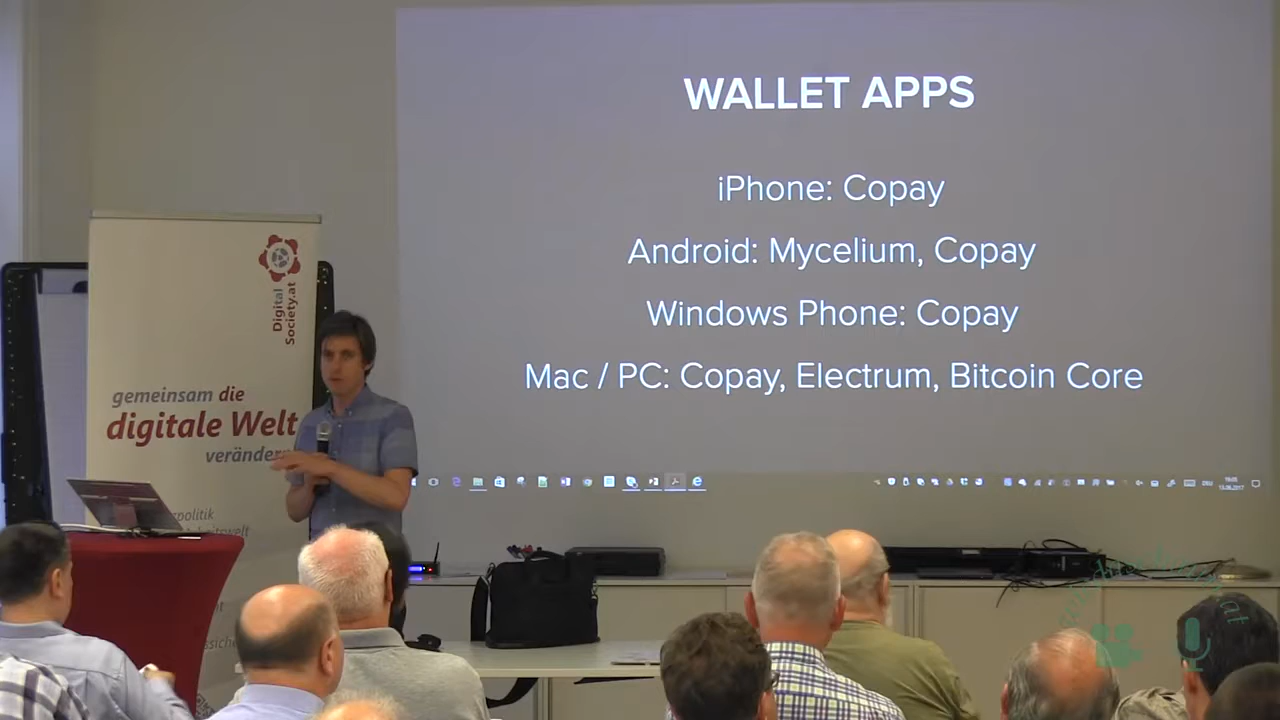 WALLET APPS
iPhone: Copay
Android: Mycelium, Copay
Windows Phone: Copay
Mac / PC: Copay, Electrum, Bitcoin Core
Digital
Society.at
gemeinsam die
digitale Welt
DEU